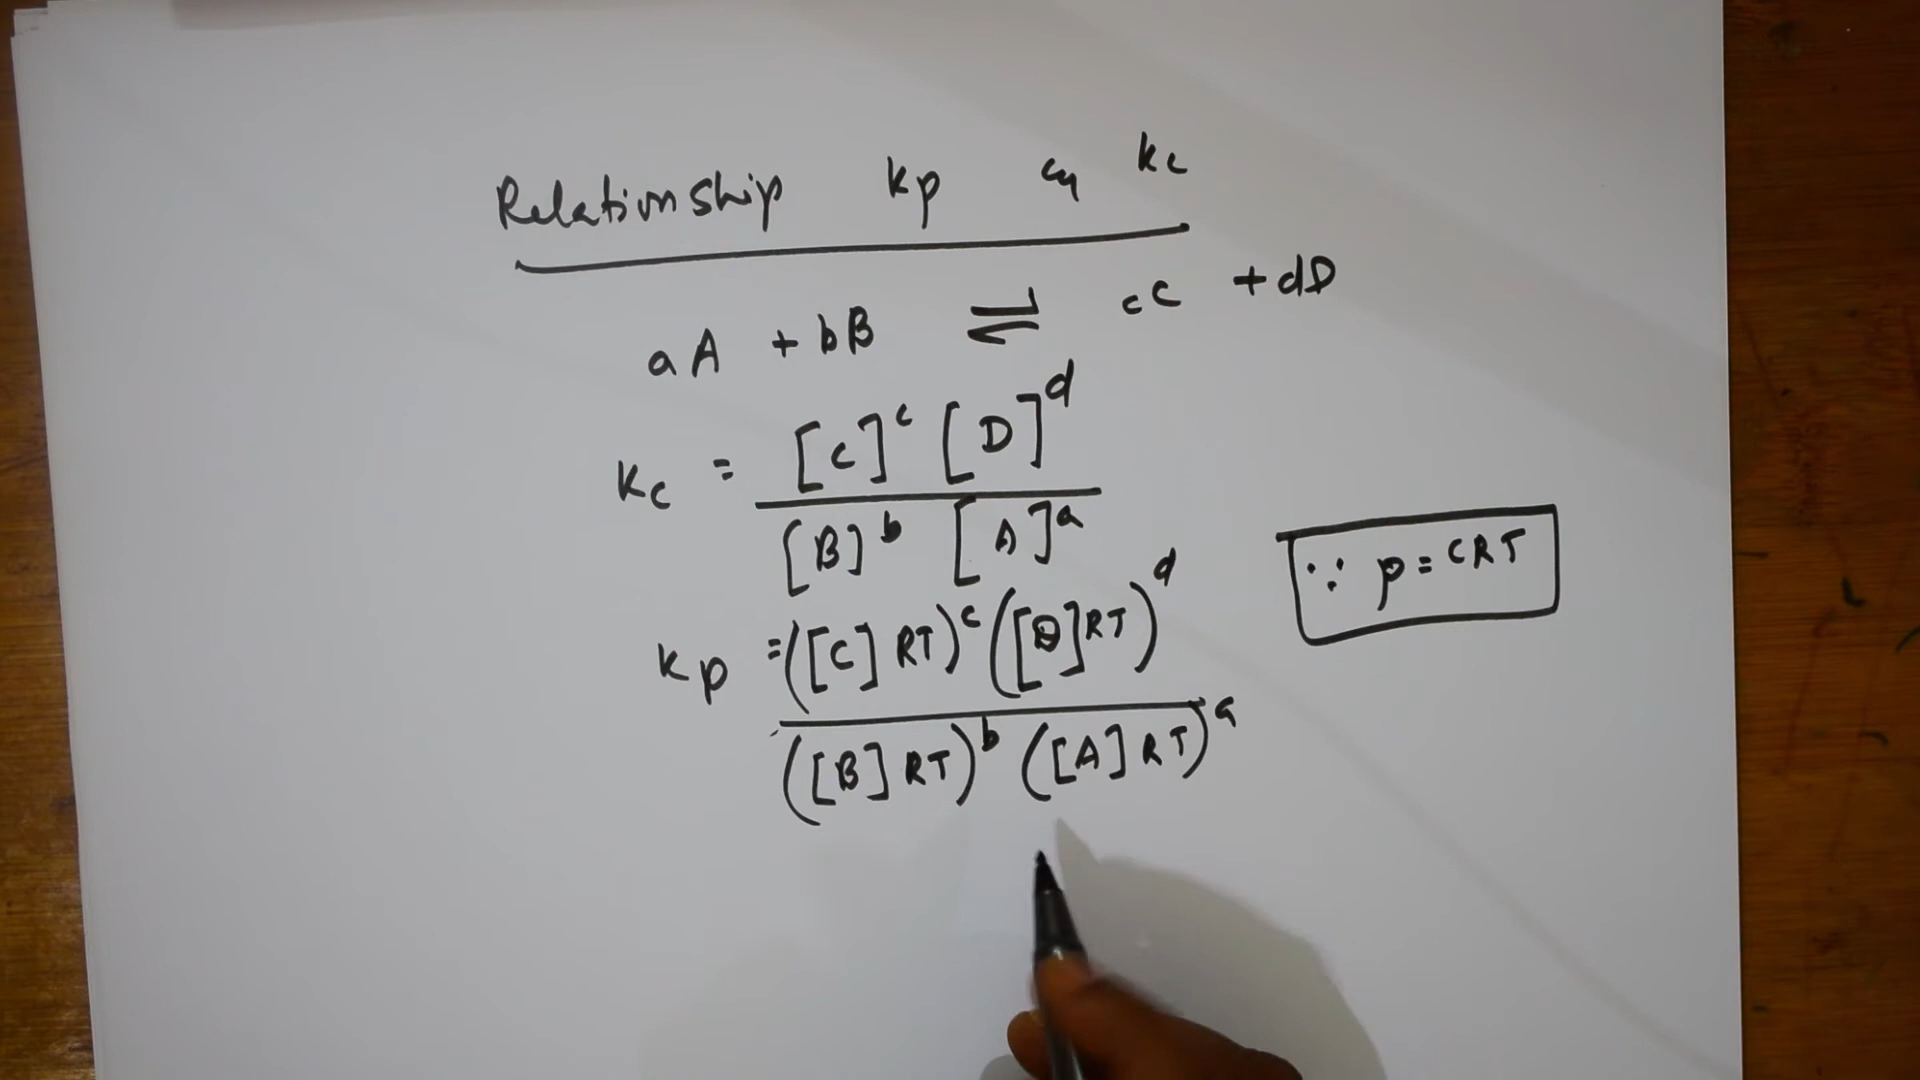 Relationship kp & kc
aA + bB ⇌ cC + dD
kc = [C]^c [D]^d / [B]^b [A]^a
∵ p = CRT
kp = ([C] RT)^c ([D] RT)^d / ([B] RT)^b ([A] RT)^a